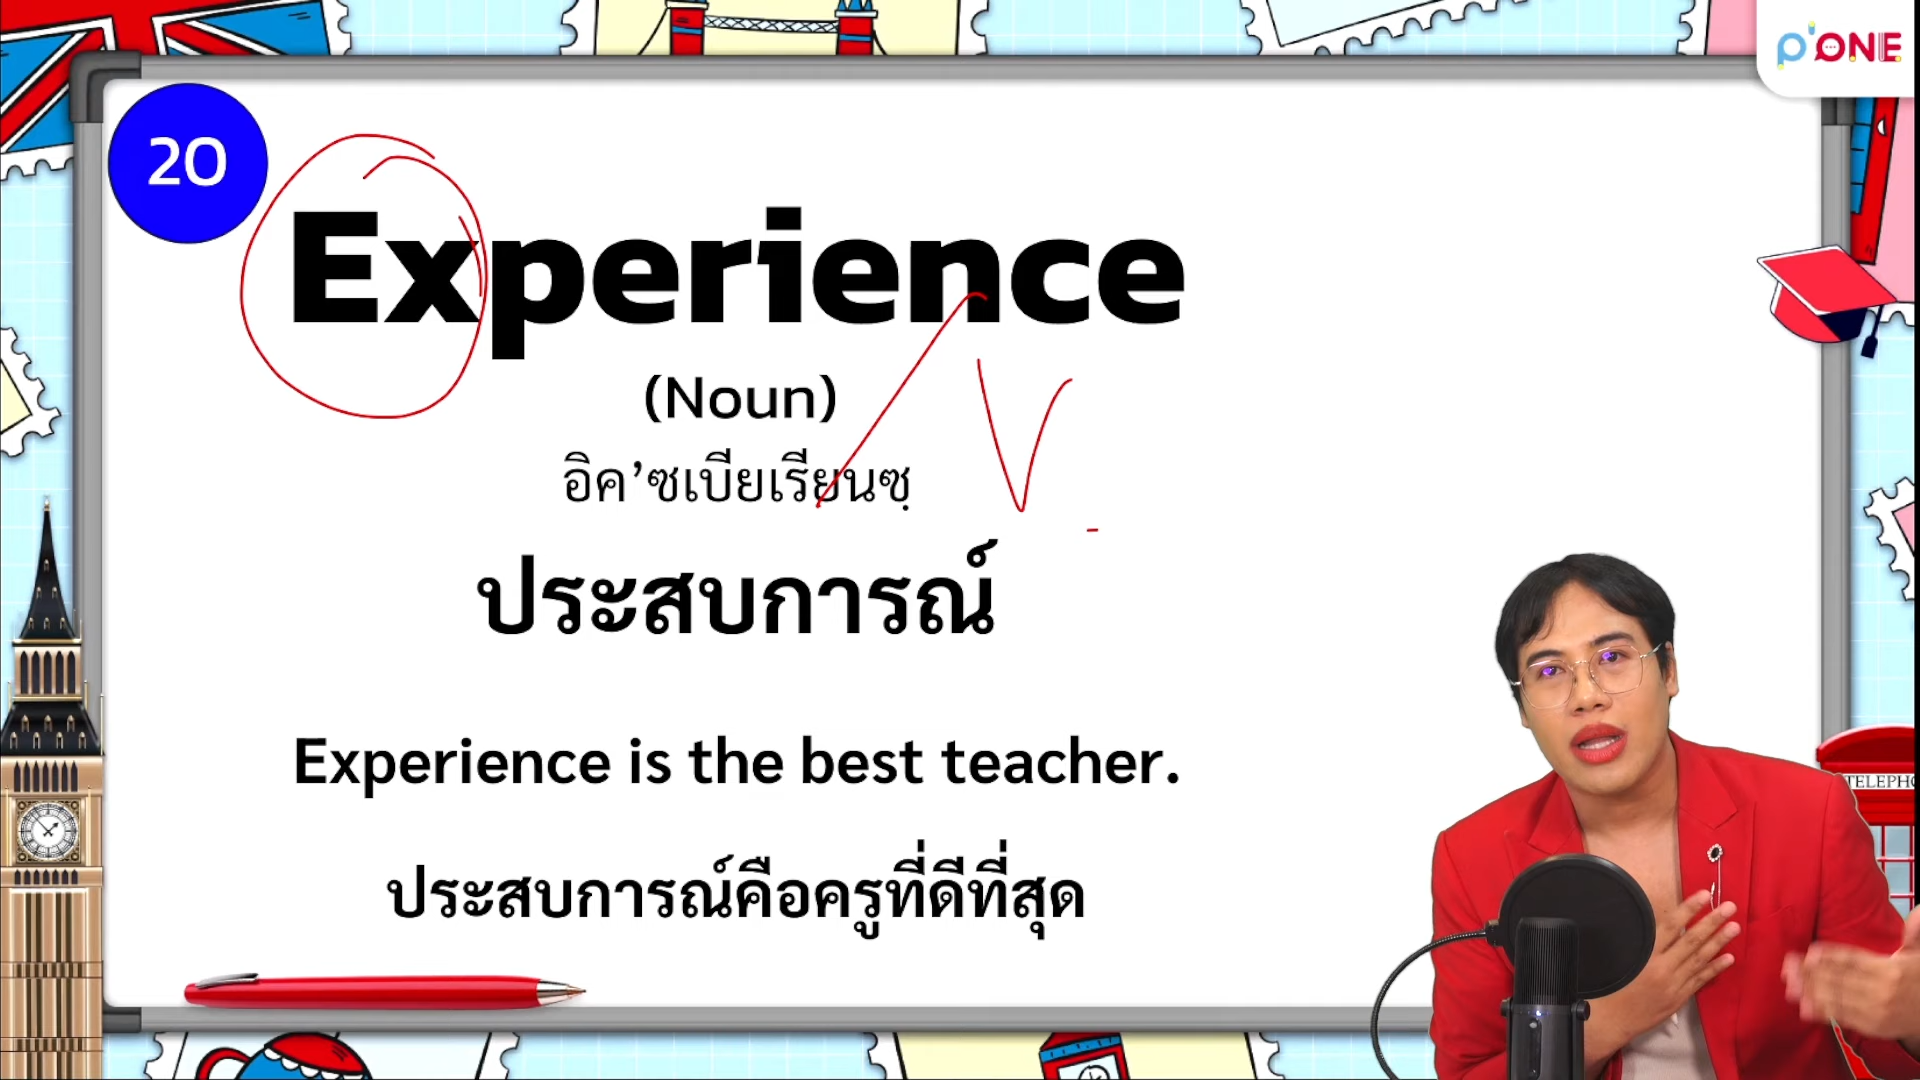 P'ONE
20
Experience
(Noun)
อิค’ซเบียเรียนซฺ
ประสบการณ์
Experience is the best teacher.
ประสบการณ์คือครูที่ดีที่สุด
TELEPHO